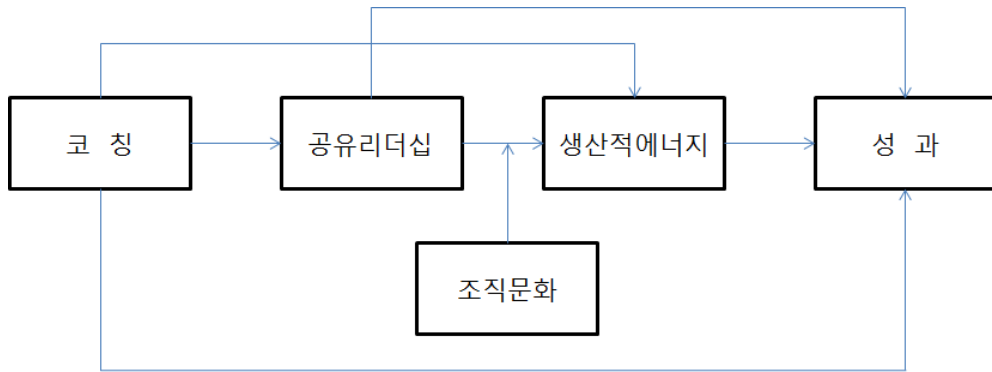 코 칭
공유리더십
생산적에너지
성 과
조직문화